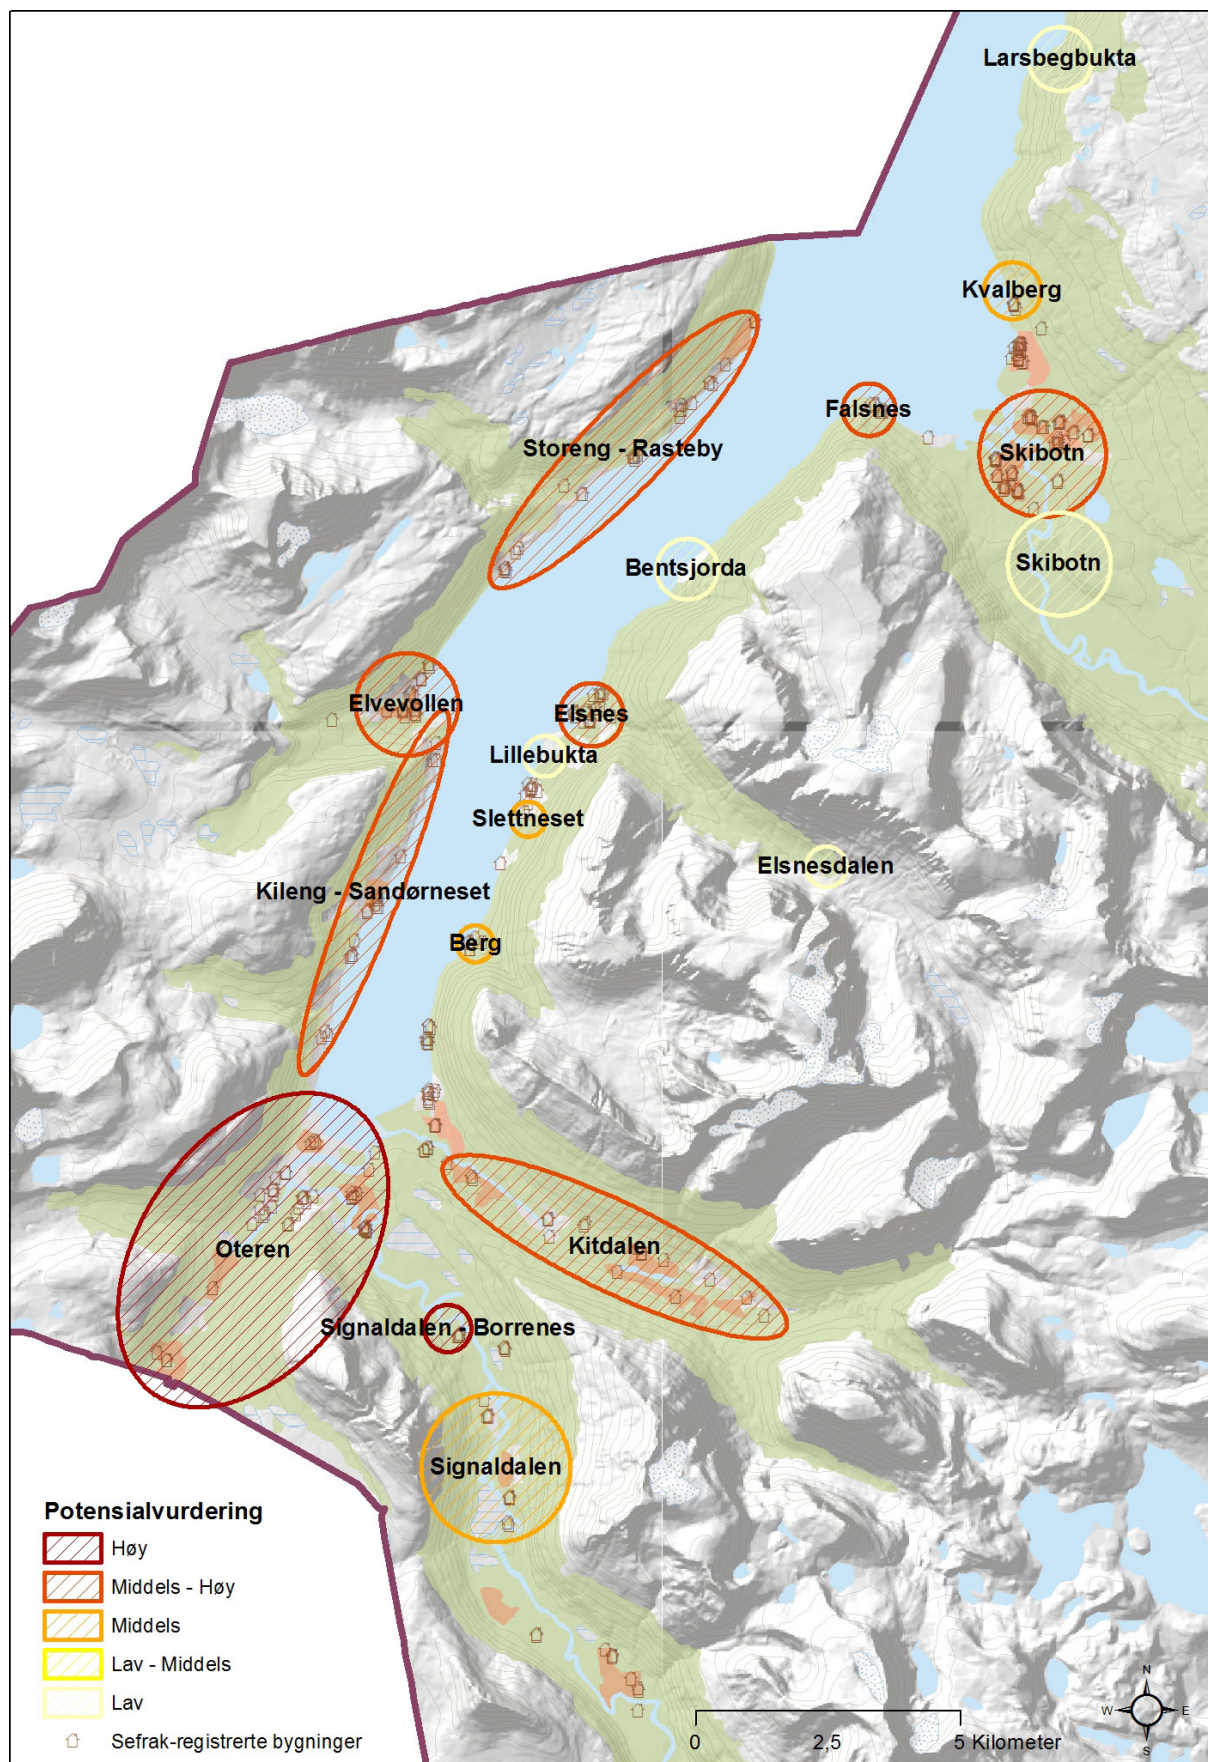 Larsbegbukta
Kvalberg
Falsnes
Storeng - Rasteby
Skibotn
Skibotn
Bentsjorda
Elvevollen
Elsnes
Lillebukta
Slettneset
Elsnesdalen
Kileng - Sandørneset
Berg
Oteren
Kitdalen
Signaldalen - Borrenes
Signaldalen
Potensialvurdering
Høy
Middels - Høy
Middels
Lav - Middels
Lav
Sefrak-registrerte bygninger
N
W E
S
0 2,5 5 Kilometer